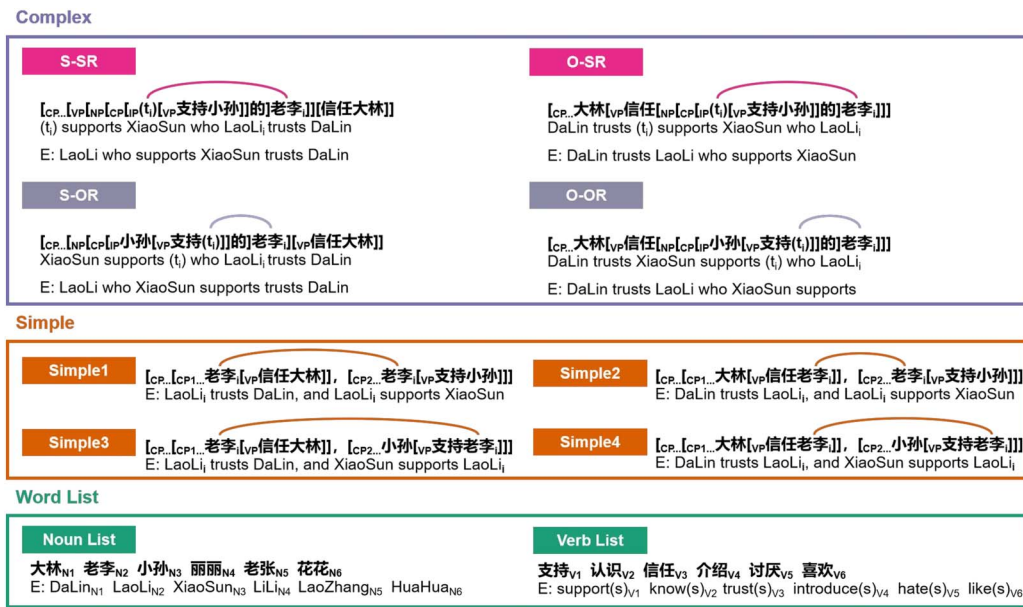 Complex
S-SR
[CP...[VP[NP[CP[IP(ti)[VP支持小孙]]的]老李i]][信任大林]]
(ti) supports XiaoSun who LaoLii trusts DaLin
E: LaoLi who supports XiaoSun trusts DaLin
O-SR
[CP...大林[VP信任[NP[CP[IP(ti)[VP支持小孙]]的]老李i]]]
DaLin trusts (ti) supports XiaoSun who LaoLii
E: DaLin trusts LaoLi who supports XiaoSun
S-OR
[CP...[NP[CP[IP小孙[VP支持(ti)]]的]老李i][VP信任大林]]
XiaoSun supports (ti) who LaoLii trusts DaLin
E: LaoLi who XiaoSun supports trusts DaLin
O-OR
[CP...大林[VP信任[NP[CP[IP小孙[VP支持(ti)]]的]老李i]]]
DaLin trusts XiaoSun supports (ti) who LaoLii
E: DaLin trusts LaoLi who XiaoSun supports
Simple
Simple1
[CP...[CP1...老李i[VP信任大林]]，[CP2...老李i[VP支持小孙]]]
E: LaoLii trusts DaLin, and LaoLii supports XiaoSun
Simple2
[CP...[CP1...大林[VP信任老李i]]，[CP2...老李i[VP支持小孙]]]
E: DaLin trusts LaoLii, and LaoLii supports XiaoSun
Simple3
[CP...[CP1...老李i[VP信任大林]]，[CP2...小孙[VP支持老李i]]]
E: LaoLii trusts DaLin, and XiaoSun supports LaoLii
Simple4
[CP...[CP1...大林[VP信任老李i]]，[CP2...小孙[VP支持老李i]]]
E: DaLin trusts LaoLii, and XiaoSun supports LaoLii
Word List
Noun List
大林N1 老李N2 小孙N3 丽丽N4 老张N5 花花N6
E: DaLinN1 LaoLiN2 XiaoSunN3 LiLiN4 LaoZhangN5 HuaHuaN6
Verb List
支持V1 认识V2 信任V3 介绍V4 讨厌V5 喜欢V6
E: support(s)V1 know(s)V2 trust(s)V3 introduce(s)V4 hate(s)V5 like(s)V6